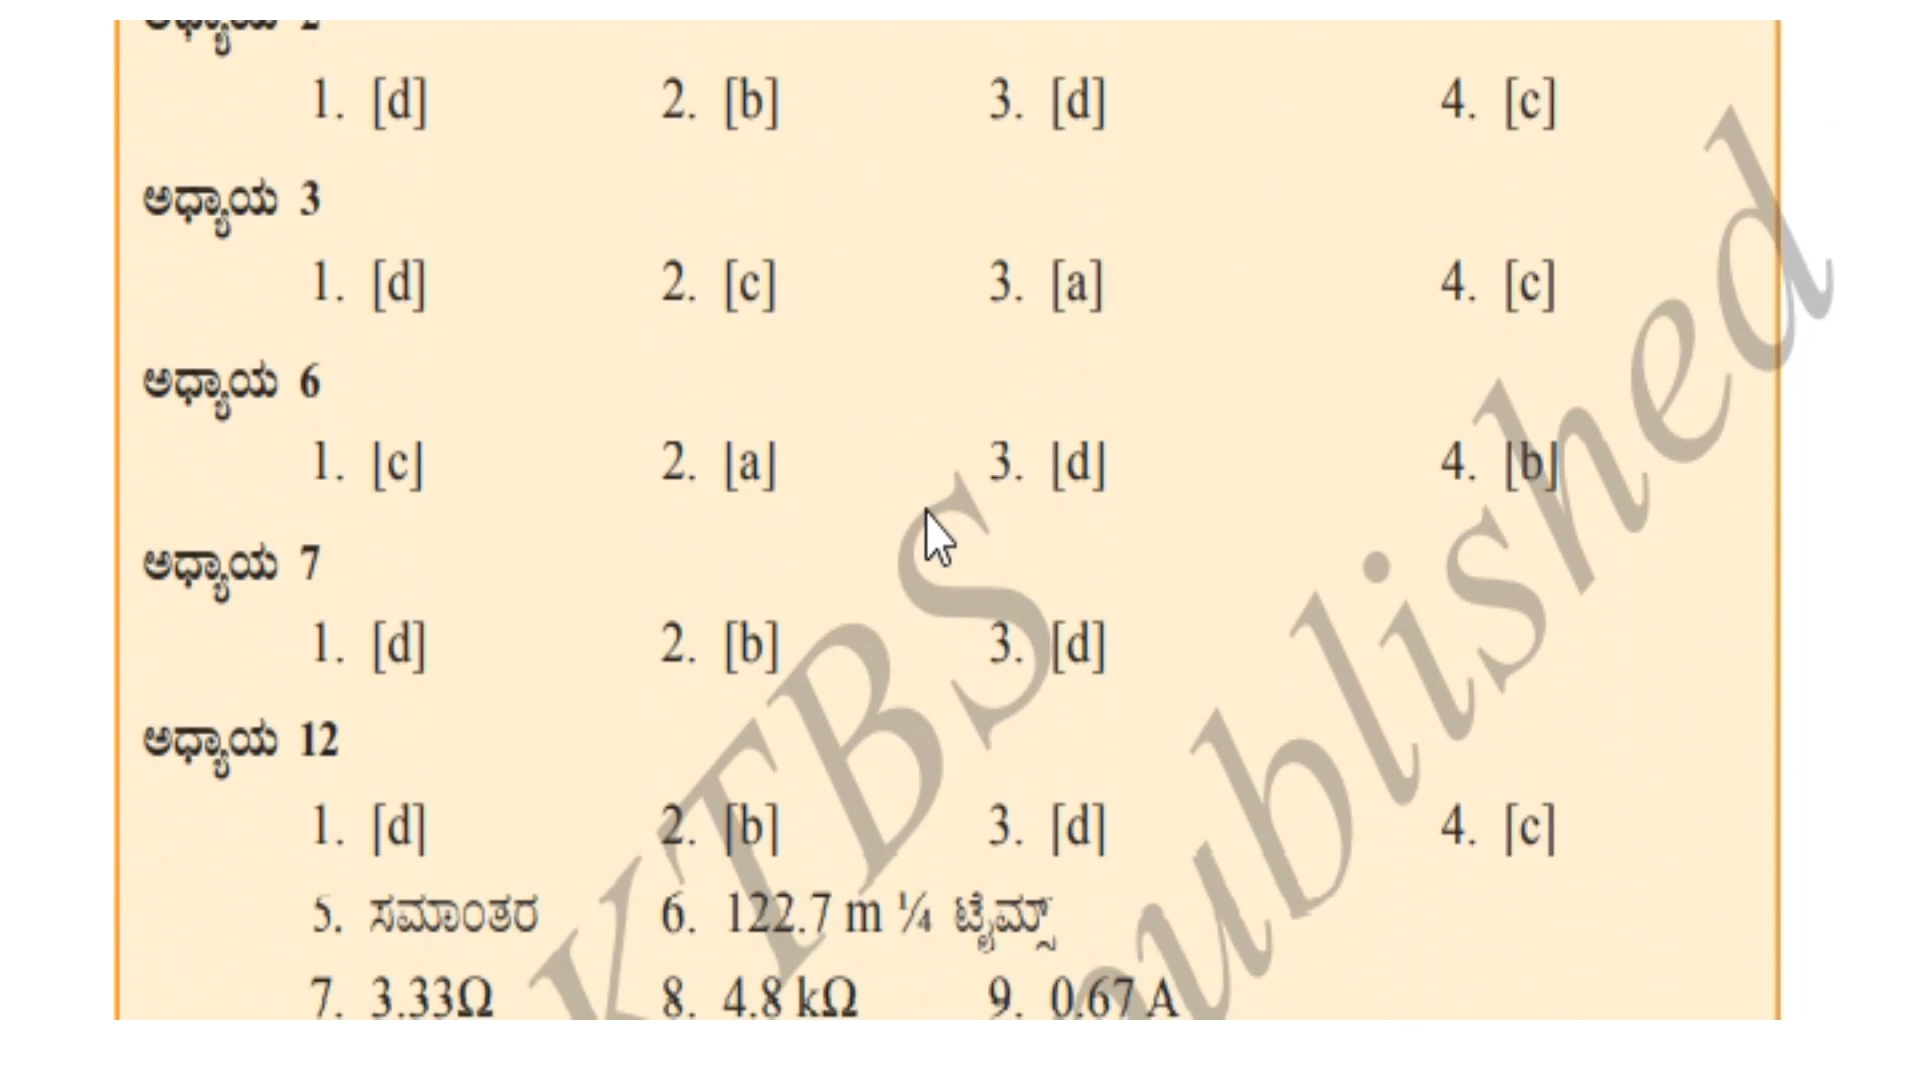 ಅಧ್ಯಾಯ 2
1. [d] 2. [b] 3. [d] 4. [c]
ಅಧ್ಯಾಯ 3
1. [d] 2. [c] 3. [a] 4. [c]
ಅಧ್ಯಾಯ 6
1. [c] 2. [a] 3. [d] 4. [b]
ಅಧ್ಯಾಯ 7
1. [d] 2. [b] 3. [d]
ಅಧ್ಯಾಯ 12
1. [d] 2. [b] 3. [d] 4. [c]
5. ಸಮಾಂತರ 6. 122.7 m ¼ ಟೈಮ್ಸ್
7. 3.33Ω 8. 4.8 kΩ 9. 0.67 A
KTBS